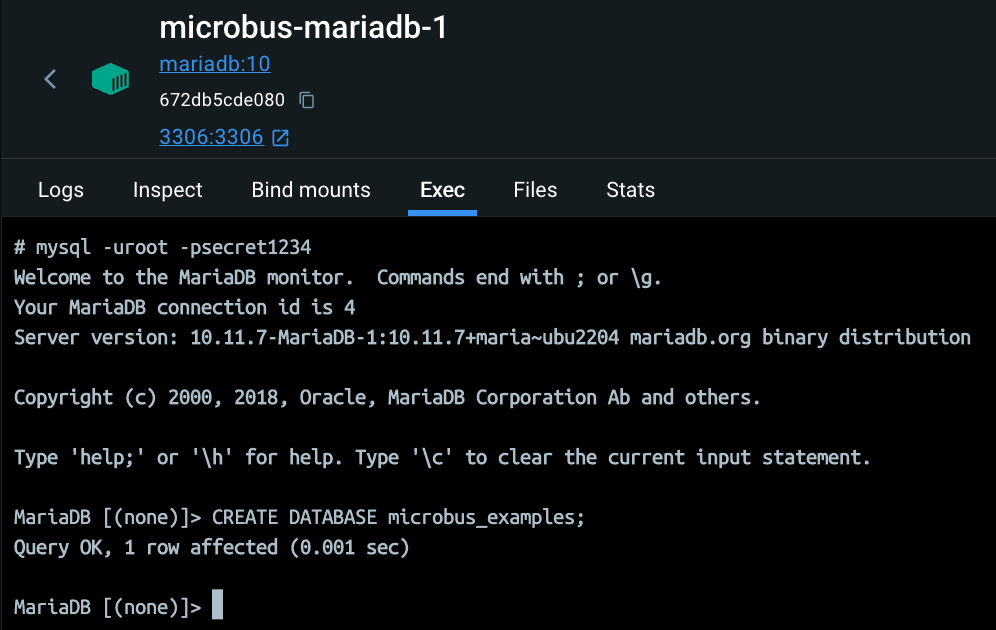 microbus-mariadb-1
mariadb:10
672db5cde080
3306:3306
Logs Inspect Bind mounts Exec Files Stats
# mysql -uroot -psecret1234
Welcome to the MariaDB monitor.  Commands end with ; or \g.
Your MariaDB connection id is 4
Server version: 10.11.7-MariaDB-1:10.11.7+maria~ubu2204 mariadb.org binary distribution
Copyright (c) 2000, 2018, Oracle, MariaDB Corporation Ab and others.
Type 'help;' or '\h' for help. Type '\c' to clear the current input statement.
MariaDB [(none)]> CREATE DATABASE microbus_examples;
Query OK, 1 row affected (0.001 sec)
MariaDB [(none)]>